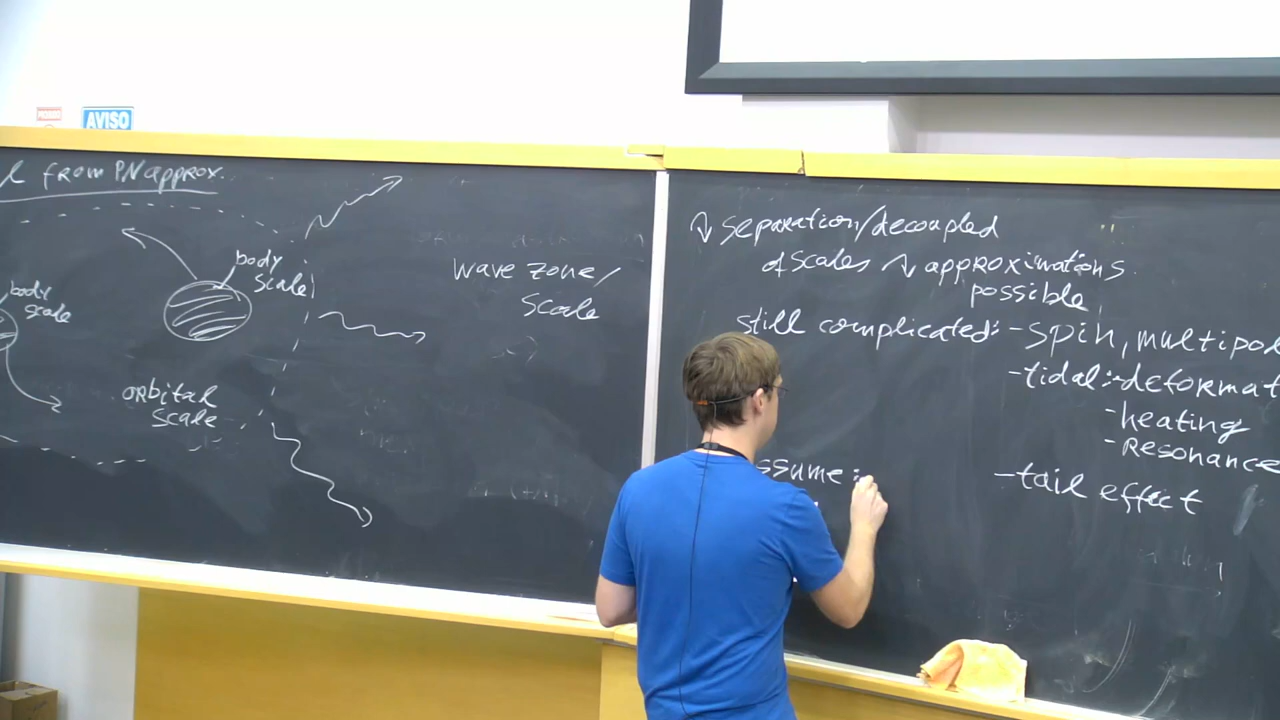 AVISO
from PN approx.
body
scale
body
scale
orbital
scale
wave zone/
scale
separation/decoupled
of scales approximations
possible
still complicated: - spin, multipol
- tidal: - deformat
- heating
- Resonance
ssume:
- tail effect